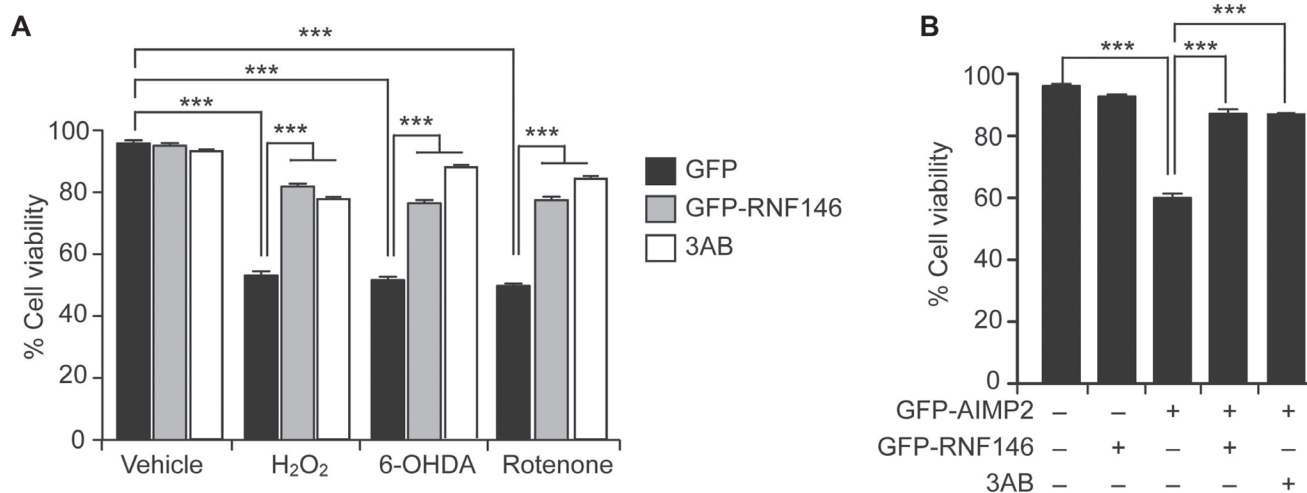 A
***
***
***
***
***
***
100
80
60
40
20
0
% Cell viability
Vehicle
H₂O₂
6-OHDA
Rotenone
GFP
GFP-RNF146
3AB
B
***
***
***
100
80
60
40
20
0
% Cell viability
GFP-AIMP2 – – + + +
GFP-RNF146 – + – + –
3AB – – – – +